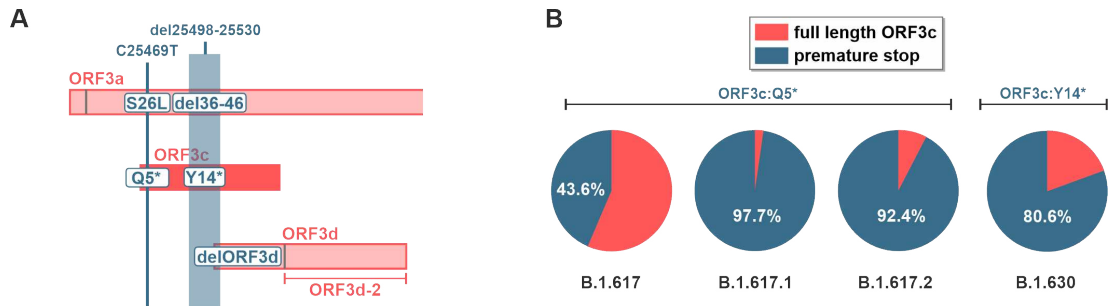 A
del25498-25530
C25469T
ORF3a
S26L
del36-46
ORF3c
Q5*
Y14*
ORF3d
delORF3d
ORF3d-2
B
full length ORF3c
premature stop
ORF3c:Q5*
ORF3c:Y14*
43.6%
97.7%
92.4%
80.6%
B.1.617
B.1.617.1
B.1.617.2
B.1.630